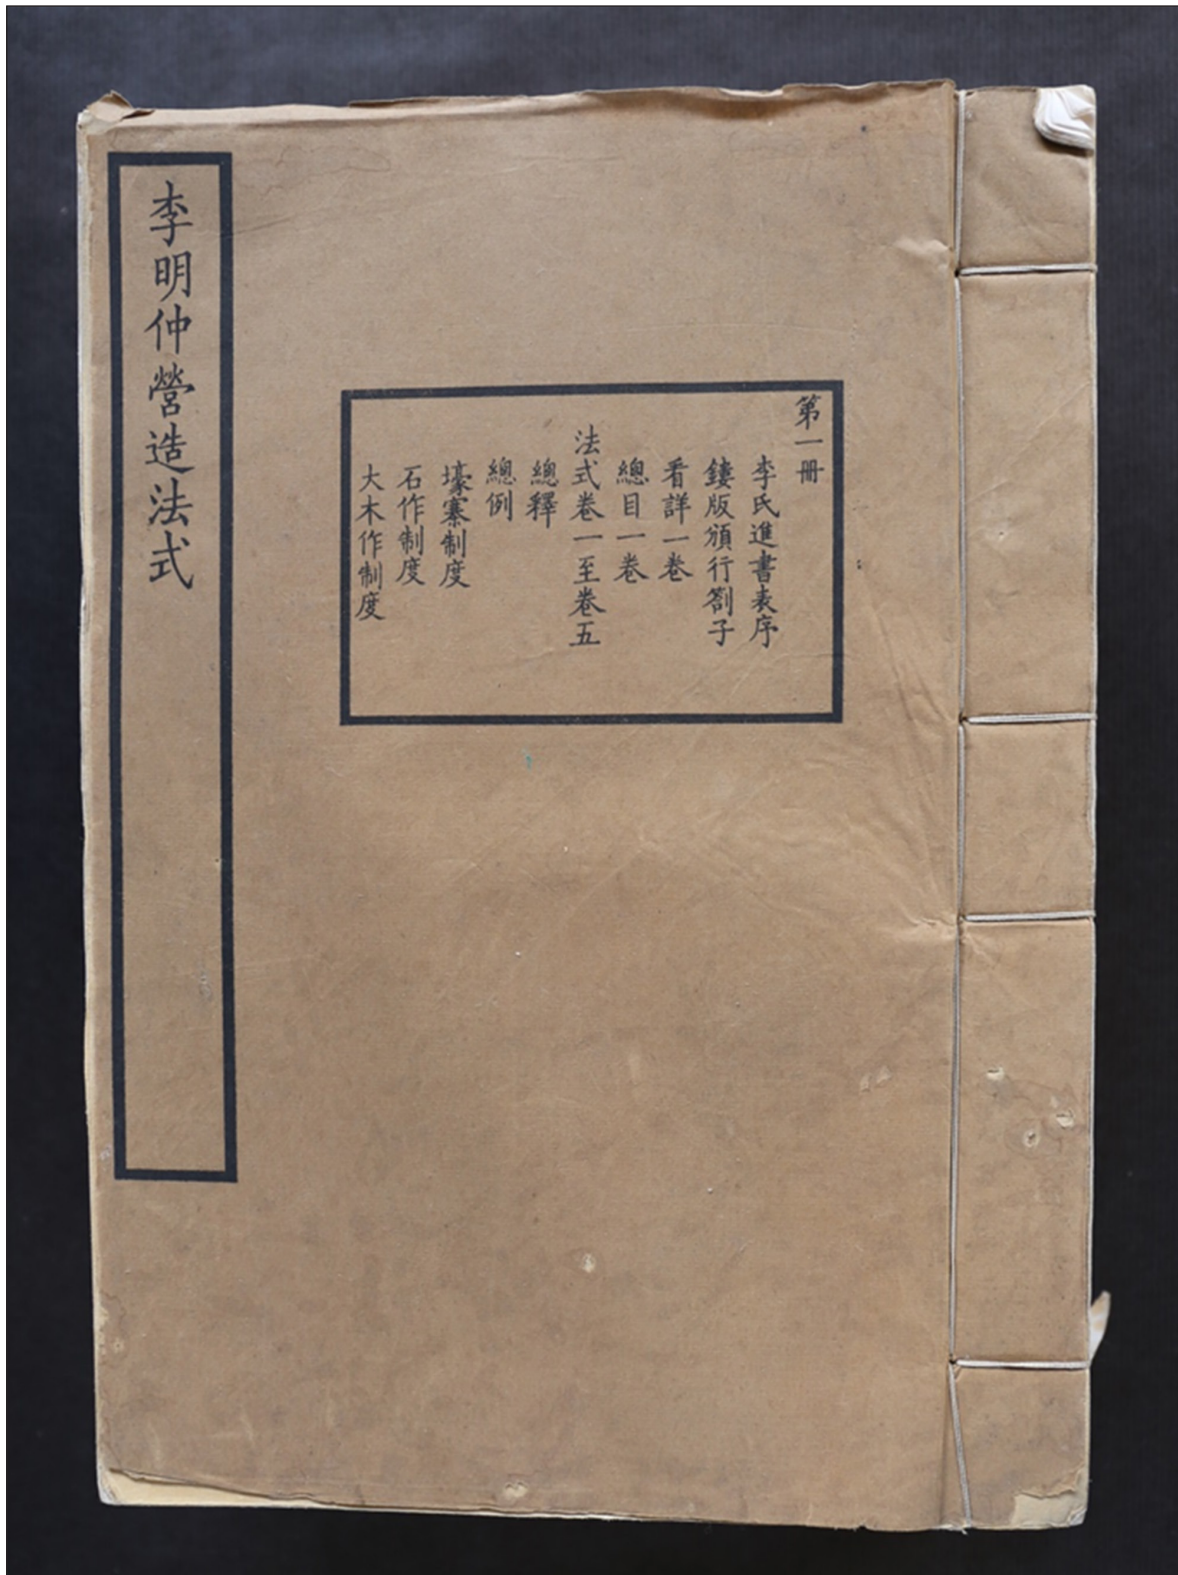 李明仲營造法式
第一冊
李氏進書表序
鏤版頒行劄子
看詳一卷
總目一卷
法式卷一至卷五
總釋
總例
壕寨制度
石作制度
大木作制度